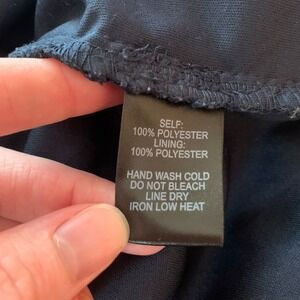 SELF:
100% POLYESTER
LINING:
100% POLYESTER
HAND WASH COLD
DO NOT BLEACH
LINE DRY
IRON LOW HEAT